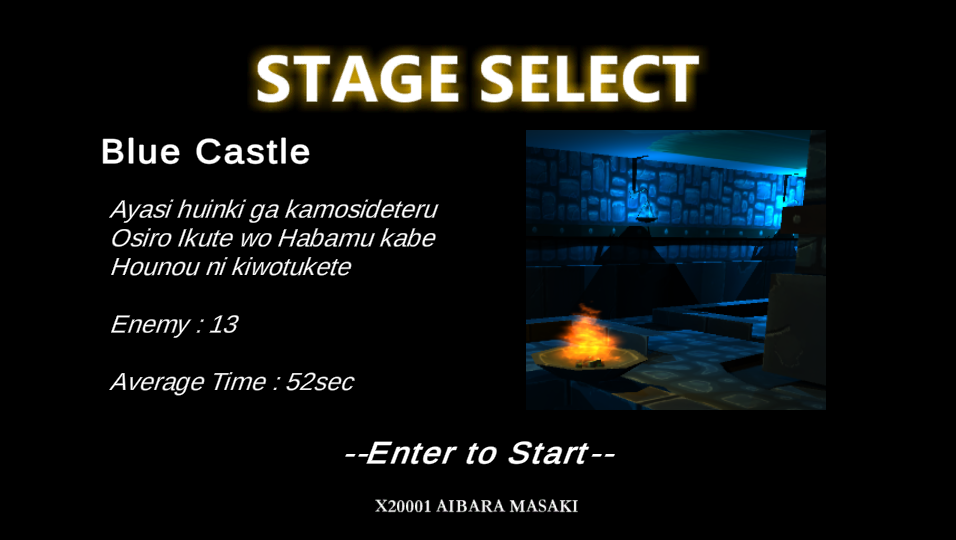 STAGE SELECT
Blue Castle
Ayasi huinki ga kamosideteru
Osiro Ikute wo Habamu kabe
Hounou ni kiwotukete
Enemy : 13
Average Time : 52sec
--Enter to Start--
X20001 AIBARA MASAKI